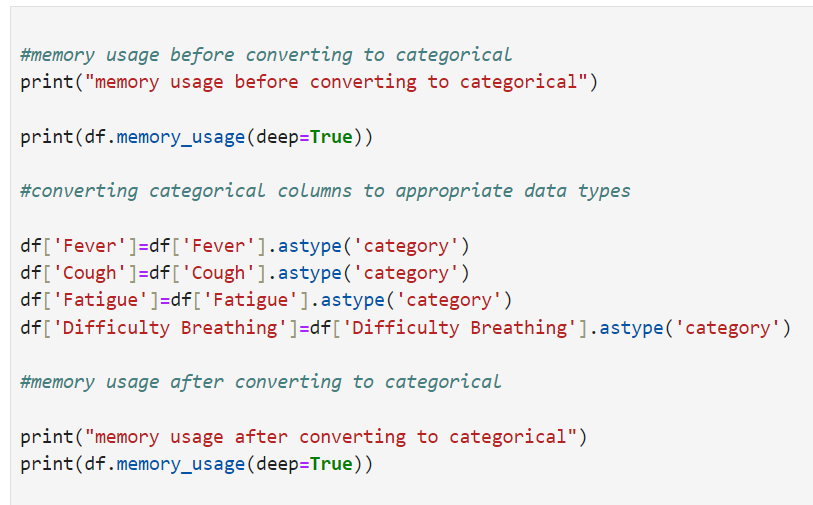 #memory usage before converting to categorical
print("memory usage before converting to categorical")
print(df.memory_usage(deep=True))
#converting categorical columns to appropriate data types
df['Fever']=df['Fever'].astype('category')
df['Cough']=df['Cough'].astype('category')
df['Fatigue']=df['Fatigue'].astype('category')
df['Difficulty Breathing']=df['Difficulty Breathing'].astype('category')
#memory usage after converting to categorical
print("memory usage after converting to categorical")
print(df.memory_usage(deep=True))